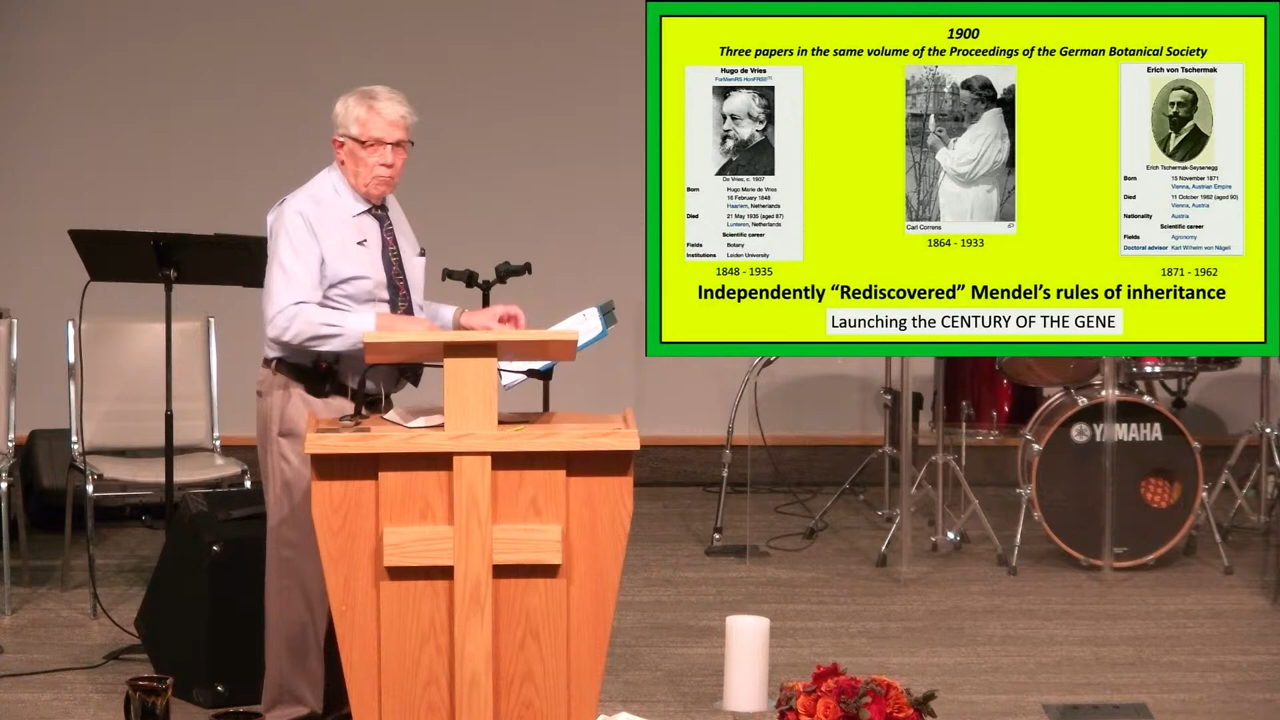 1900
Three papers in the same volume of the Proceedings of the German Botanical Society
Hugo de Vries
ForMemRS HonFRSE[1]
De Vries, c. 1907
Born Hugo Marie de Vries
16 February 1848
Haarlem, Netherlands
Died 21 May 1935 (aged 87)
Lunteren, Netherlands
Scientific career
Fields Botany
Institutions Leiden University
1848 - 1935
Carl Correns
1864 - 1933
Erich von Tschermak
Erich Tschermak-Seysenegg
Born 15 November 1871
Vienna, Austrian Empire
Died 11 October 1962 (aged 90)
Vienna, Austria
Nationality Austria
Scientific career
Fields Agronomy
Doctoral advisor Karl Wilhelm von Nägeli
1871 - 1962
Independently “Rediscovered” Mendel’s rules of inheritance
Launching the CENTURY OF THE GENE
YAMAHA